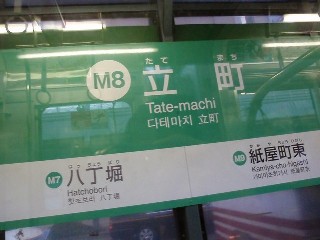 たて まち
M8 立町
Tate-machi
다테마치 立町
M7 八丁堀
Hatchobori
M9 紙屋町東
Kamiya-cho-higashi